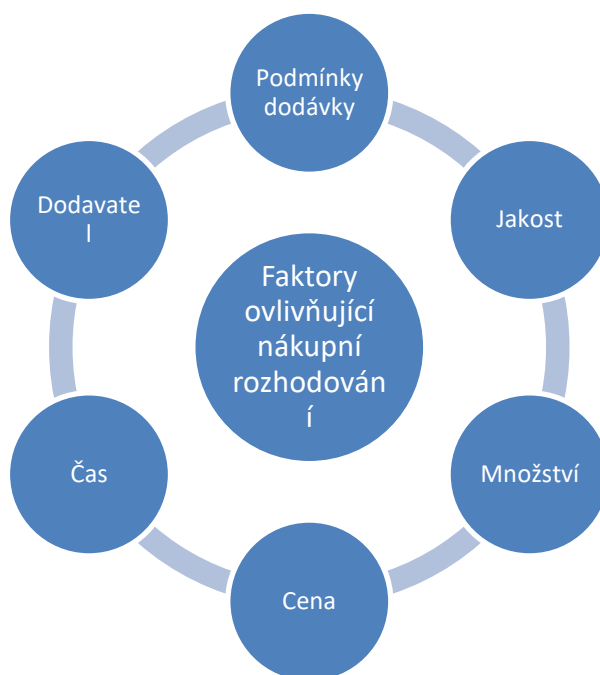 Podmínky
dodávky
Dodavate
l
Jakost
Faktory
ovlivňující
nákupní
rozhodován
í
Čas
Množství
Cena